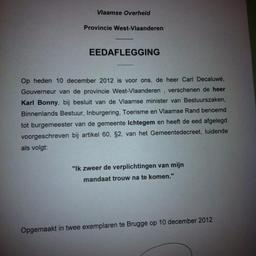 Vlaamse Overheid
Provincie West-Vlaanderen
EEDAFLEGGING
Op heden 10 december 2012 is voor ons, de heer Carl Decaluwé,
Gouverneur van de provincie West-Vlaanderen , verschenen de heer
Karl Bonny, bij besluit van de Vlaamse minister van Bestuurszaken,
Binnenlands Bestuur, Inburgering, Toerisme en Vlaamse Rand benoemd
tot burgemeester van de gemeente Ichtegem en heeft de eed afgelegd
voorgeschreven bij artikel 60, §2, van het Gemeentedecreet, luidende
als volgt:
"Ik zweer de verplichtingen van mijn
mandaat trouw na te komen."
Opgemaakt in twee exemplaren te Brugge op 10 december 2012